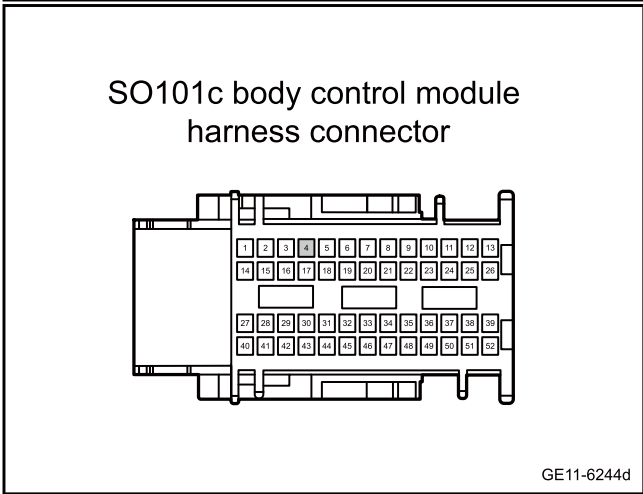 SO101c body control module
harness connector
1 2 3 4 5 6 7 8 9 10 11 12 13
14 15 16 17 18 19 20 21 22 23 24 25 26
27 28 29 30 31 32 33 34 35 36 37 38 39
40 41 42 43 44 45 46 47 48 49 50 51 52
GE11-6244d